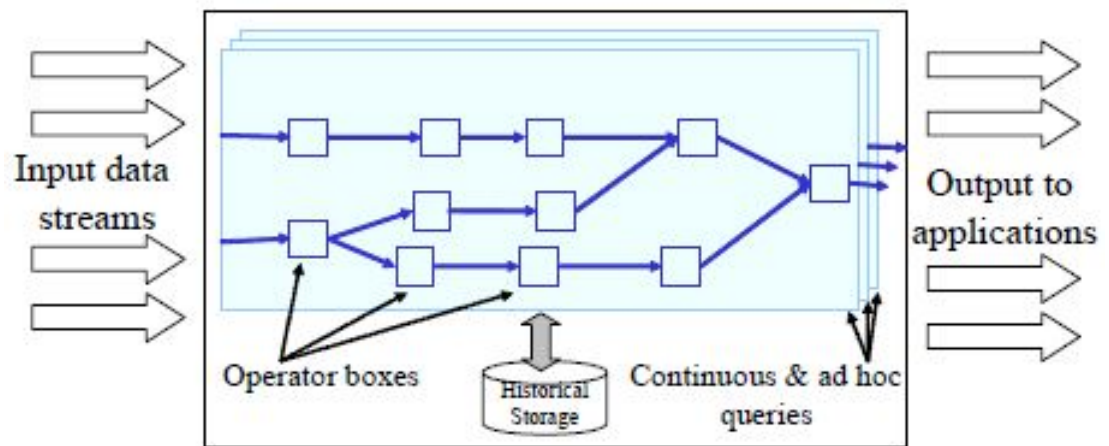 Input data
streams
Operator boxes
Historical
Storage
Continuous & ad hoc
queries
Output to
applications